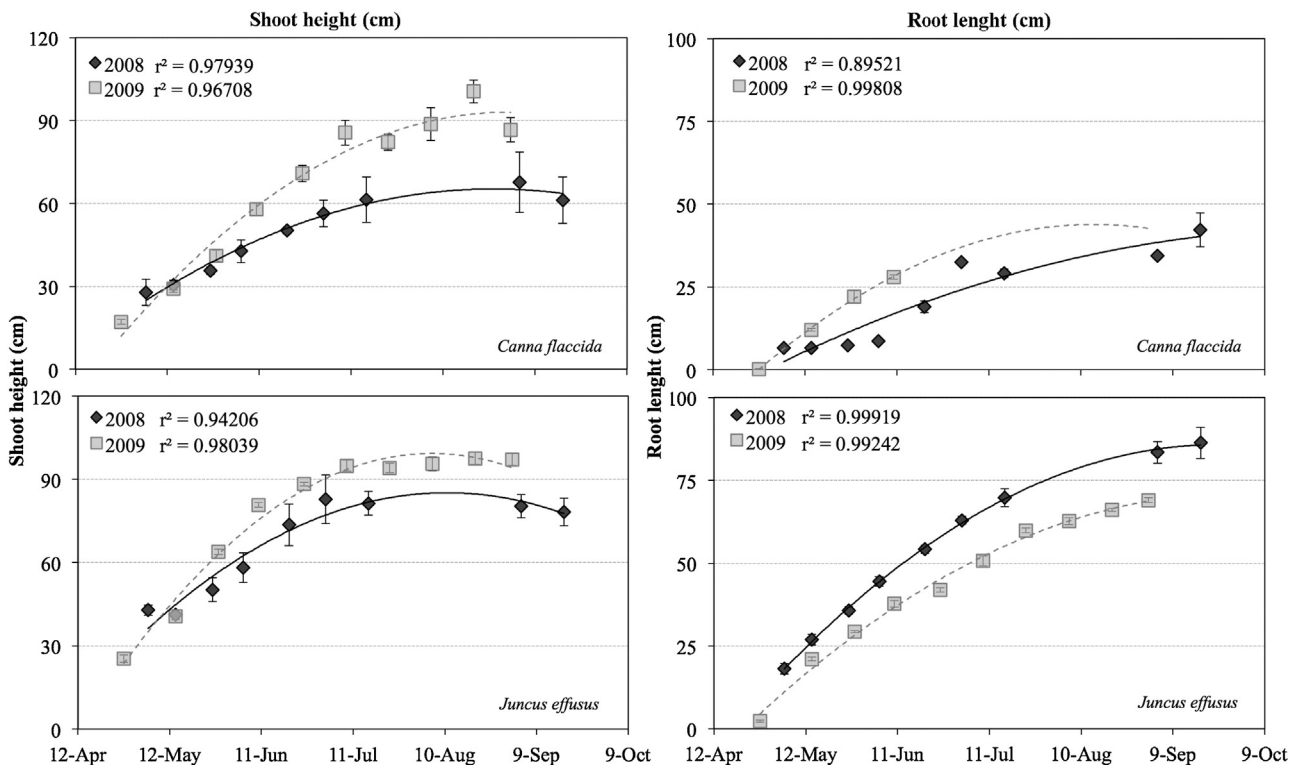 Shoot height (cm)
Root lenght (cm)
120
90
60
30
0
2008 r² = 0.97939
2009 r² = 0.96708
Canna flaccida
100
75
50
25
0
2008 r² = 0.89521
2009 r² = 0.99808
Canna flaccida
Shoot height (cm)
Root lenght (cm)
120
90
60
30
0
2008 r² = 0.94206
2009 r² = 0.98039
Juncus effusus
12-Apr 12-May 11-Jun 11-Jul 10-Aug 9-Sep 9-Oct
100
75
50
25
0
2008 r² = 0.99919
2009 r² = 0.99242
Juncus effusus
12-Apr 12-May 11-Jun 11-Jul 10-Aug 9-Sep 9-Oct